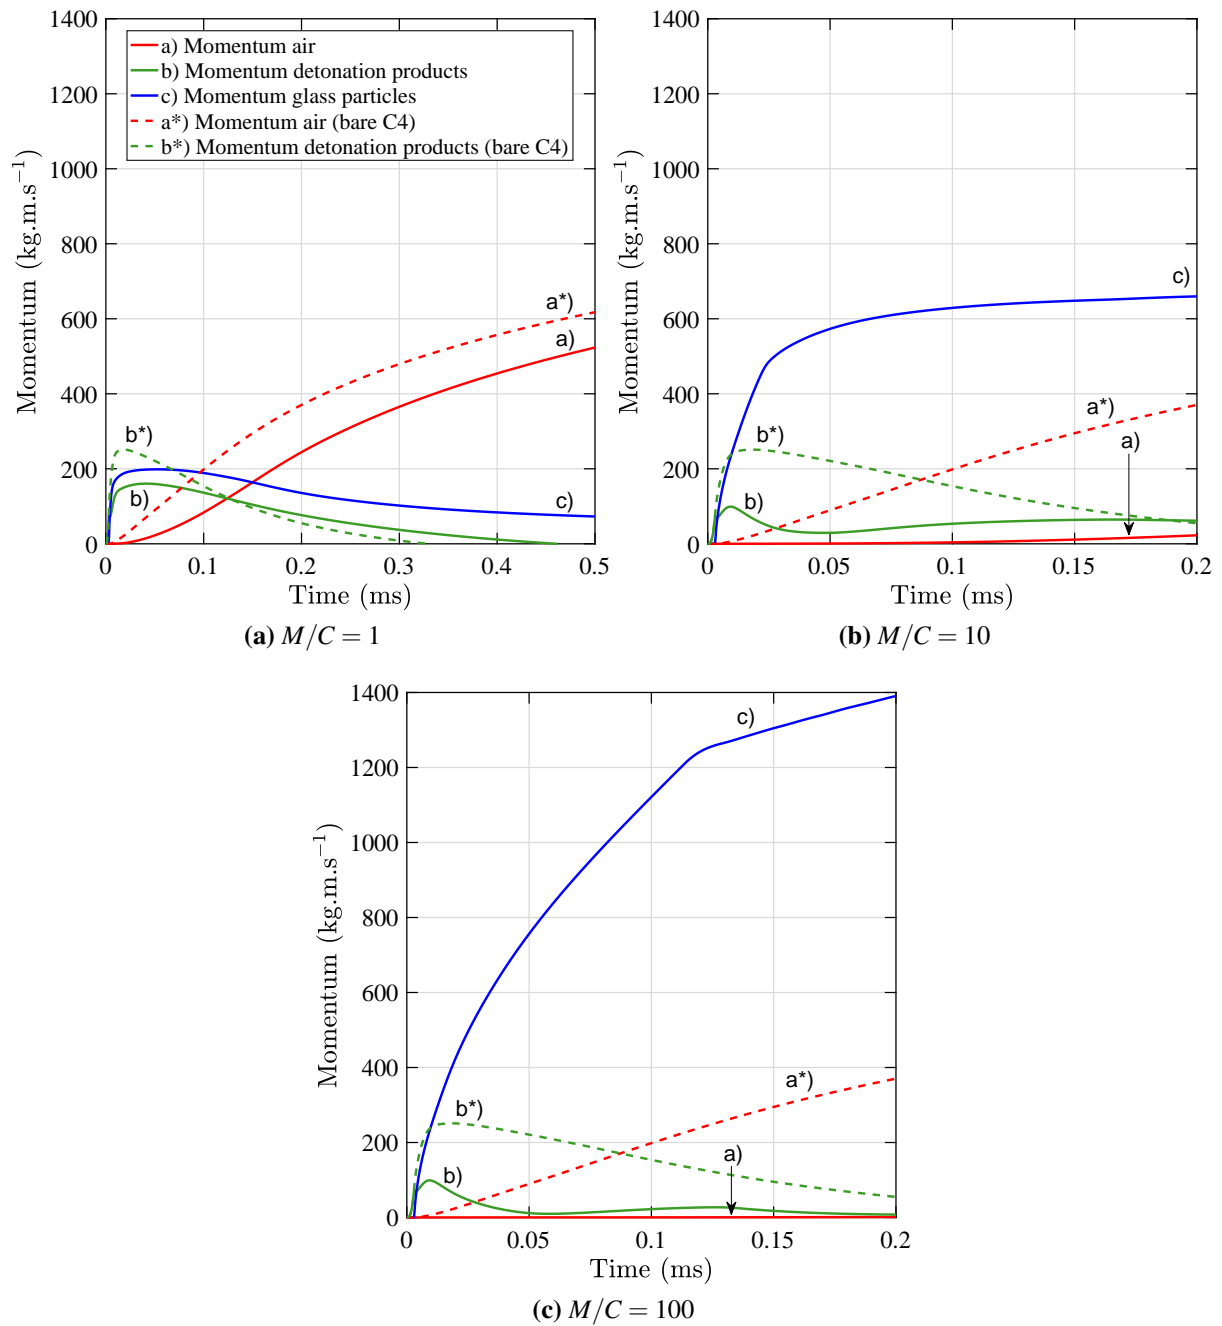 1400
1200
1000
800
600
400
200
0
Momentum (kg.m.s⁻¹)
a) Momentum air
b) Momentum detonation products
c) Momentum glass particles
a*) Momentum air (bare C4)
b*) Momentum detonation products (bare C4)
a*)
a)
b*)
b)
c)
0 0.1 0.2 0.3 0.4 0.5
Time (ms)
(a) M/C = 1
1400
1200
1000
800
600
400
200
0
Momentum (kg.m.s⁻¹)
c)
a*)
b*)
a)
b)
0 0.05 0.1 0.15 0.2
Time (ms)
(b) M/C = 10
1400
1200
1000
800
600
400
200
0
Momentum (kg.m.s⁻¹)
c)
a*)
b*)
a)
b)
0 0.05 0.1 0.15 0.2
Time (ms)
(c) M/C = 100